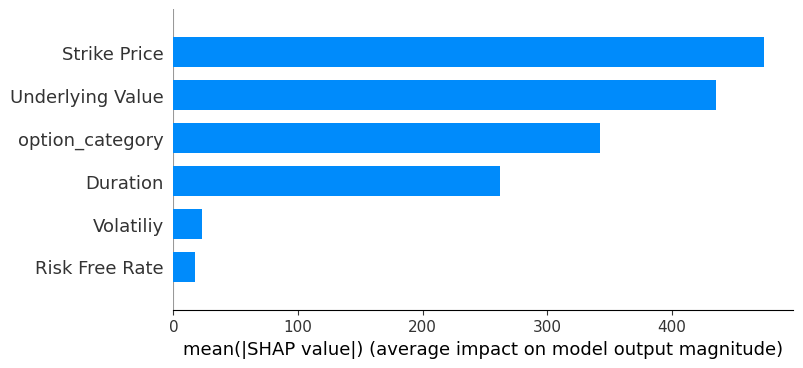 Strike Price
Underlying Value
option_category
Duration
Volatiliy
Risk Free Rate
0 100 200 300 400
mean(|SHAP value|) (average impact on model output magnitude)